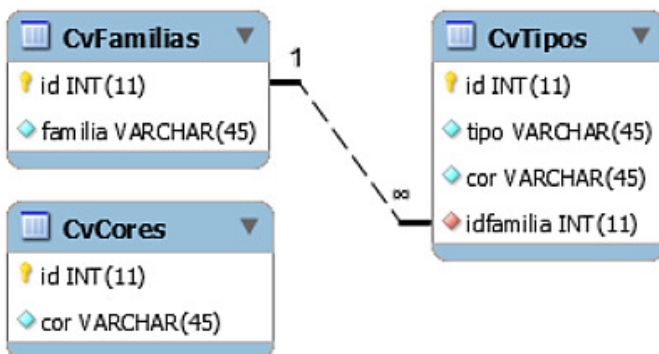 CvFamilias
id INT(11)
familia VARCHAR(45)
1
∞
CvTipos
id INT(11)
tipo VARCHAR(45)
cor VARCHAR(45)
idfamilia INT(11)
CvCores
id INT(11)
cor VARCHAR(45)